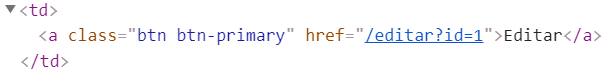 ▼<td>
<a class="btn btn-primary" href="/editar?id=1">Editar</a>
</td>